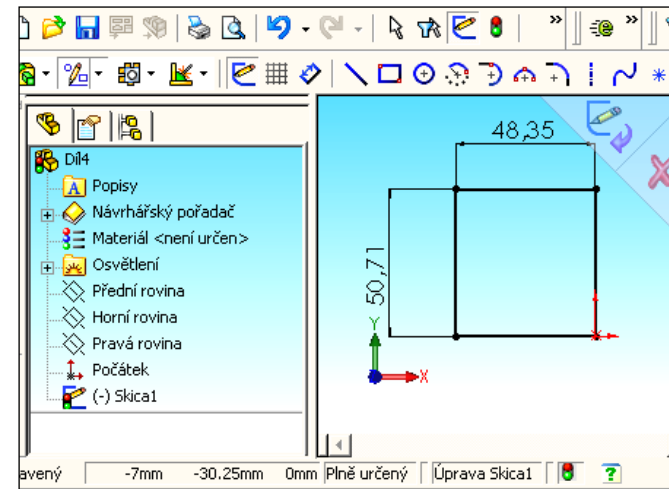 Díl4
Popisy
Návrhářský pořadač
Materiál <není určen>
Osvětlení
Přední rovina
Horní rovina
Pravá rovina
Počátek
(-) Skica1
48,35
50,71
Y
X
avený -7mm -30.25mm 0mm Plně určený Úprava Skica1